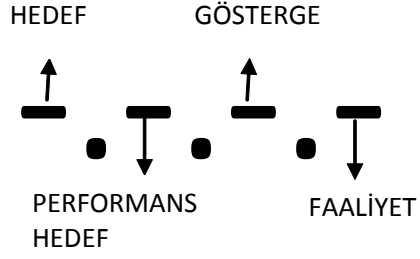 HEDEF
GÖSTERGE
PERFORMANS
HEDEF
FAALİYET